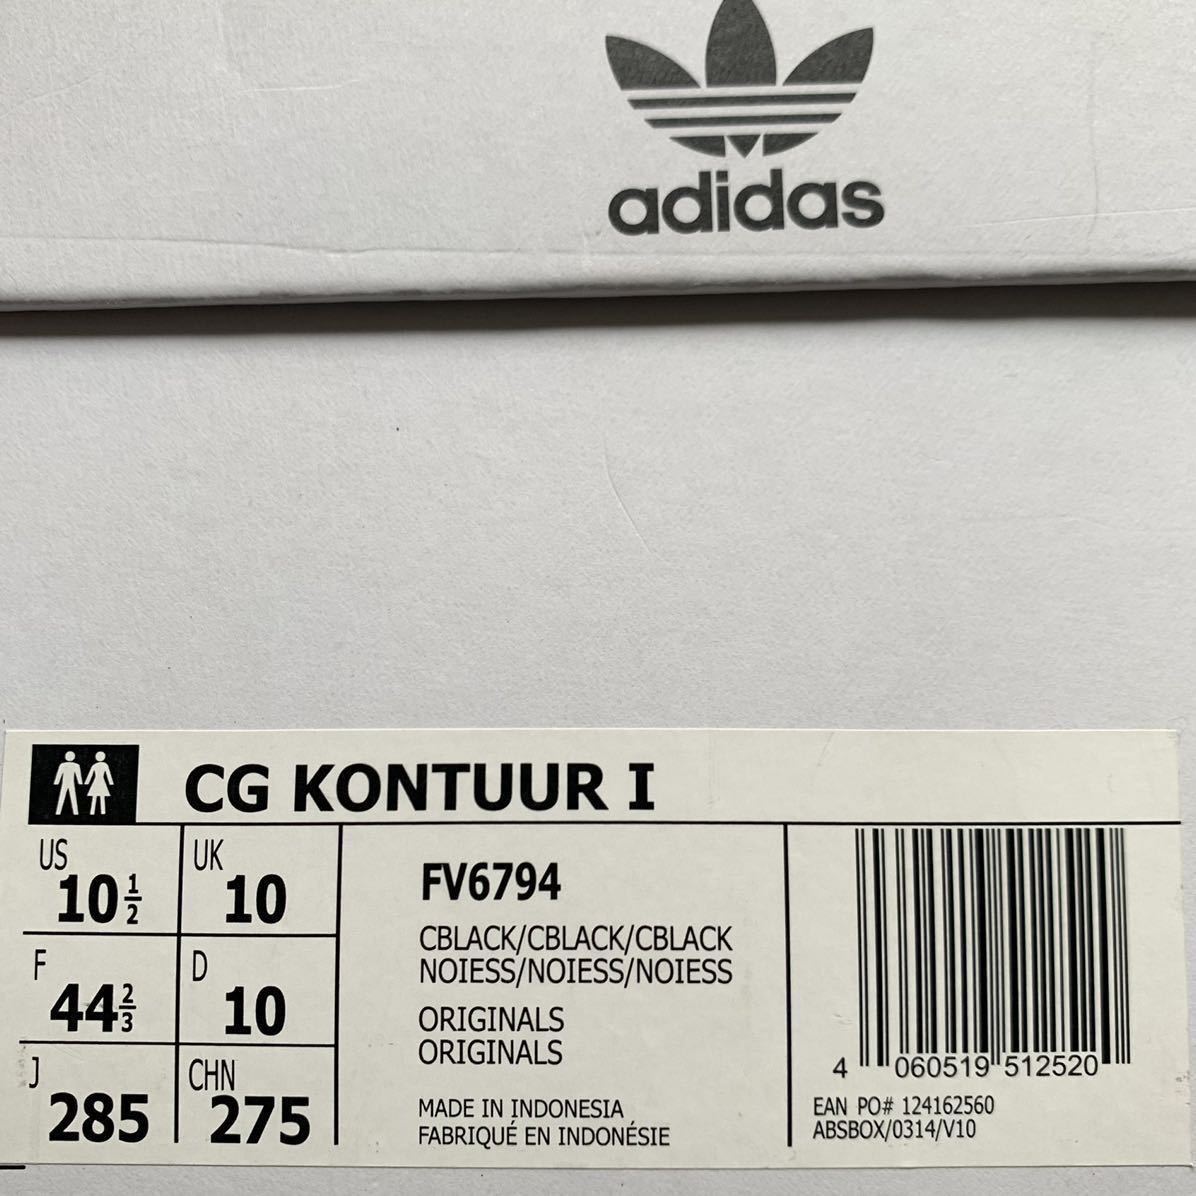 adidas
CG KONTUUR I
US
10 1/2
UK
10
F
44 2/3
D
10
J
285
CHN
275
FV6794
CBLACK/CBLACK/CBLACK
NOIESS/NOIESS/NOIESS
ORIGINALS
ORIGINALS
MADE IN INDONESIA
FABRIQUÉ EN INDONÉSIE
4 060519 512520
EAN PO# 124162560
ABSBOX/0314/V10